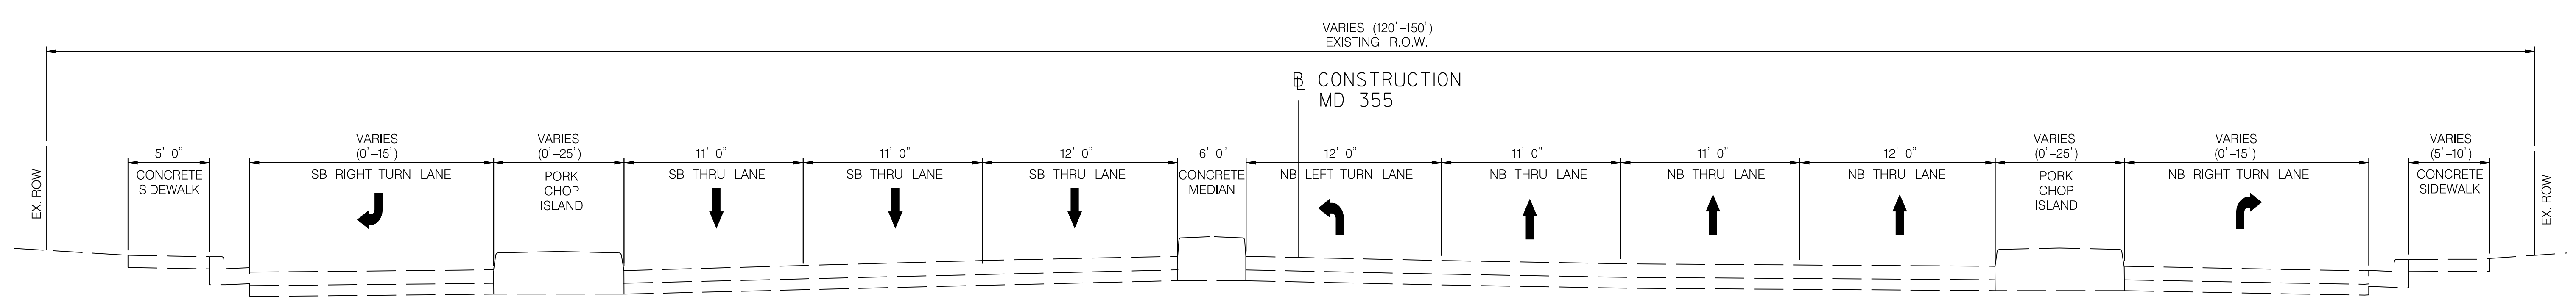 VARIES (120'-150')
EXISTING R.O.W.
B CONSTRUCTION
MD 355
EX. ROW
5' 0"
CONCRETE
SIDEWALK
VARIES
(0'-15')
SB RIGHT TURN LANE
VARIES
(0'-25')
PORK
CHOP
ISLAND
11' 0"
SB THRU LANE
11' 0"
SB THRU LANE
12' 0"
SB THRU LANE
6' 0"
CONCRETE
MEDIAN
12' 0"
NB LEFT TURN LANE
11' 0"
NB THRU LANE
11' 0"
NB THRU LANE
12' 0"
NB THRU LANE
VARIES
(0'-25')
PORK
CHOP
ISLAND
VARIES
(0'-15')
NB RIGHT TURN LANE
VARIES
(5'-10')
CONCRETE
SIDEWALK
EX. ROW